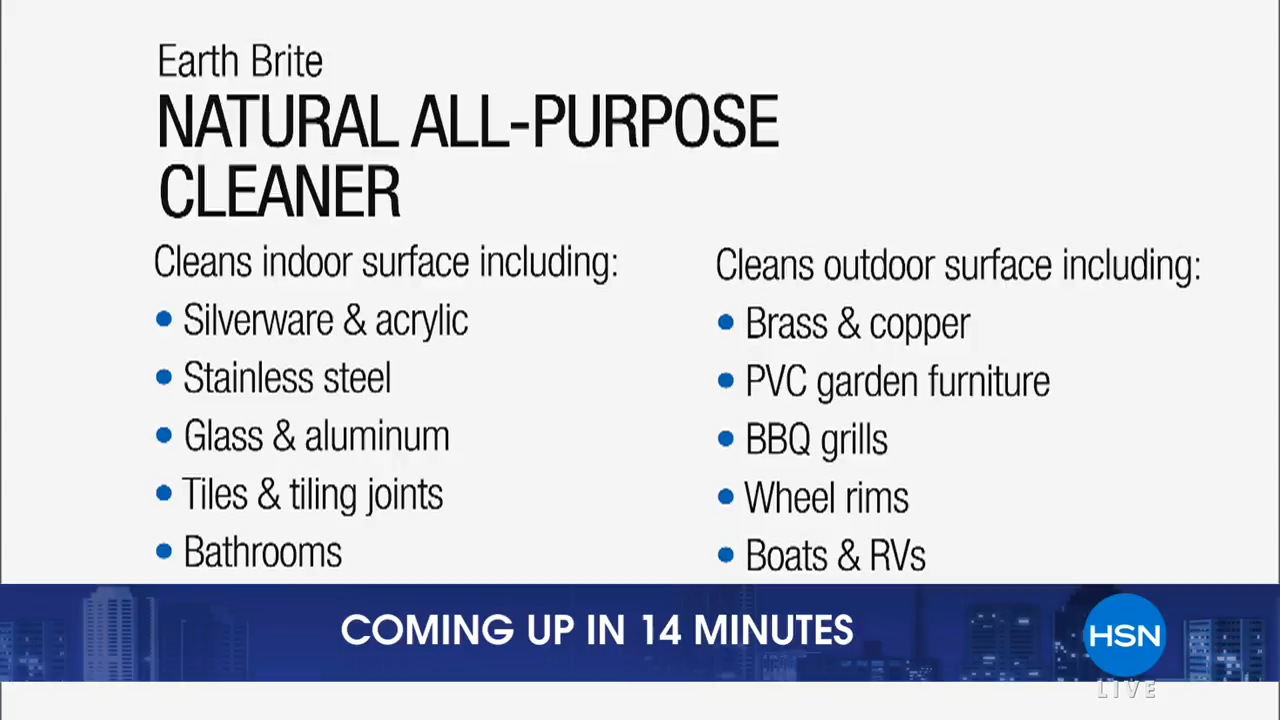 Earth Brite
NATURAL ALL-PURPOSE
CLEANER
Cleans indoor surface including:
• Silverware & acrylic
• Stainless steel
• Glass & aluminum
• Tiles & tiling joints
• Bathrooms
Cleans outdoor surface including:
• Brass & copper
• PVC garden furniture
• BBQ grills
• Wheel rims
• Boats & RVs
COMING UP IN 14 MINUTES
HSN
LIVE